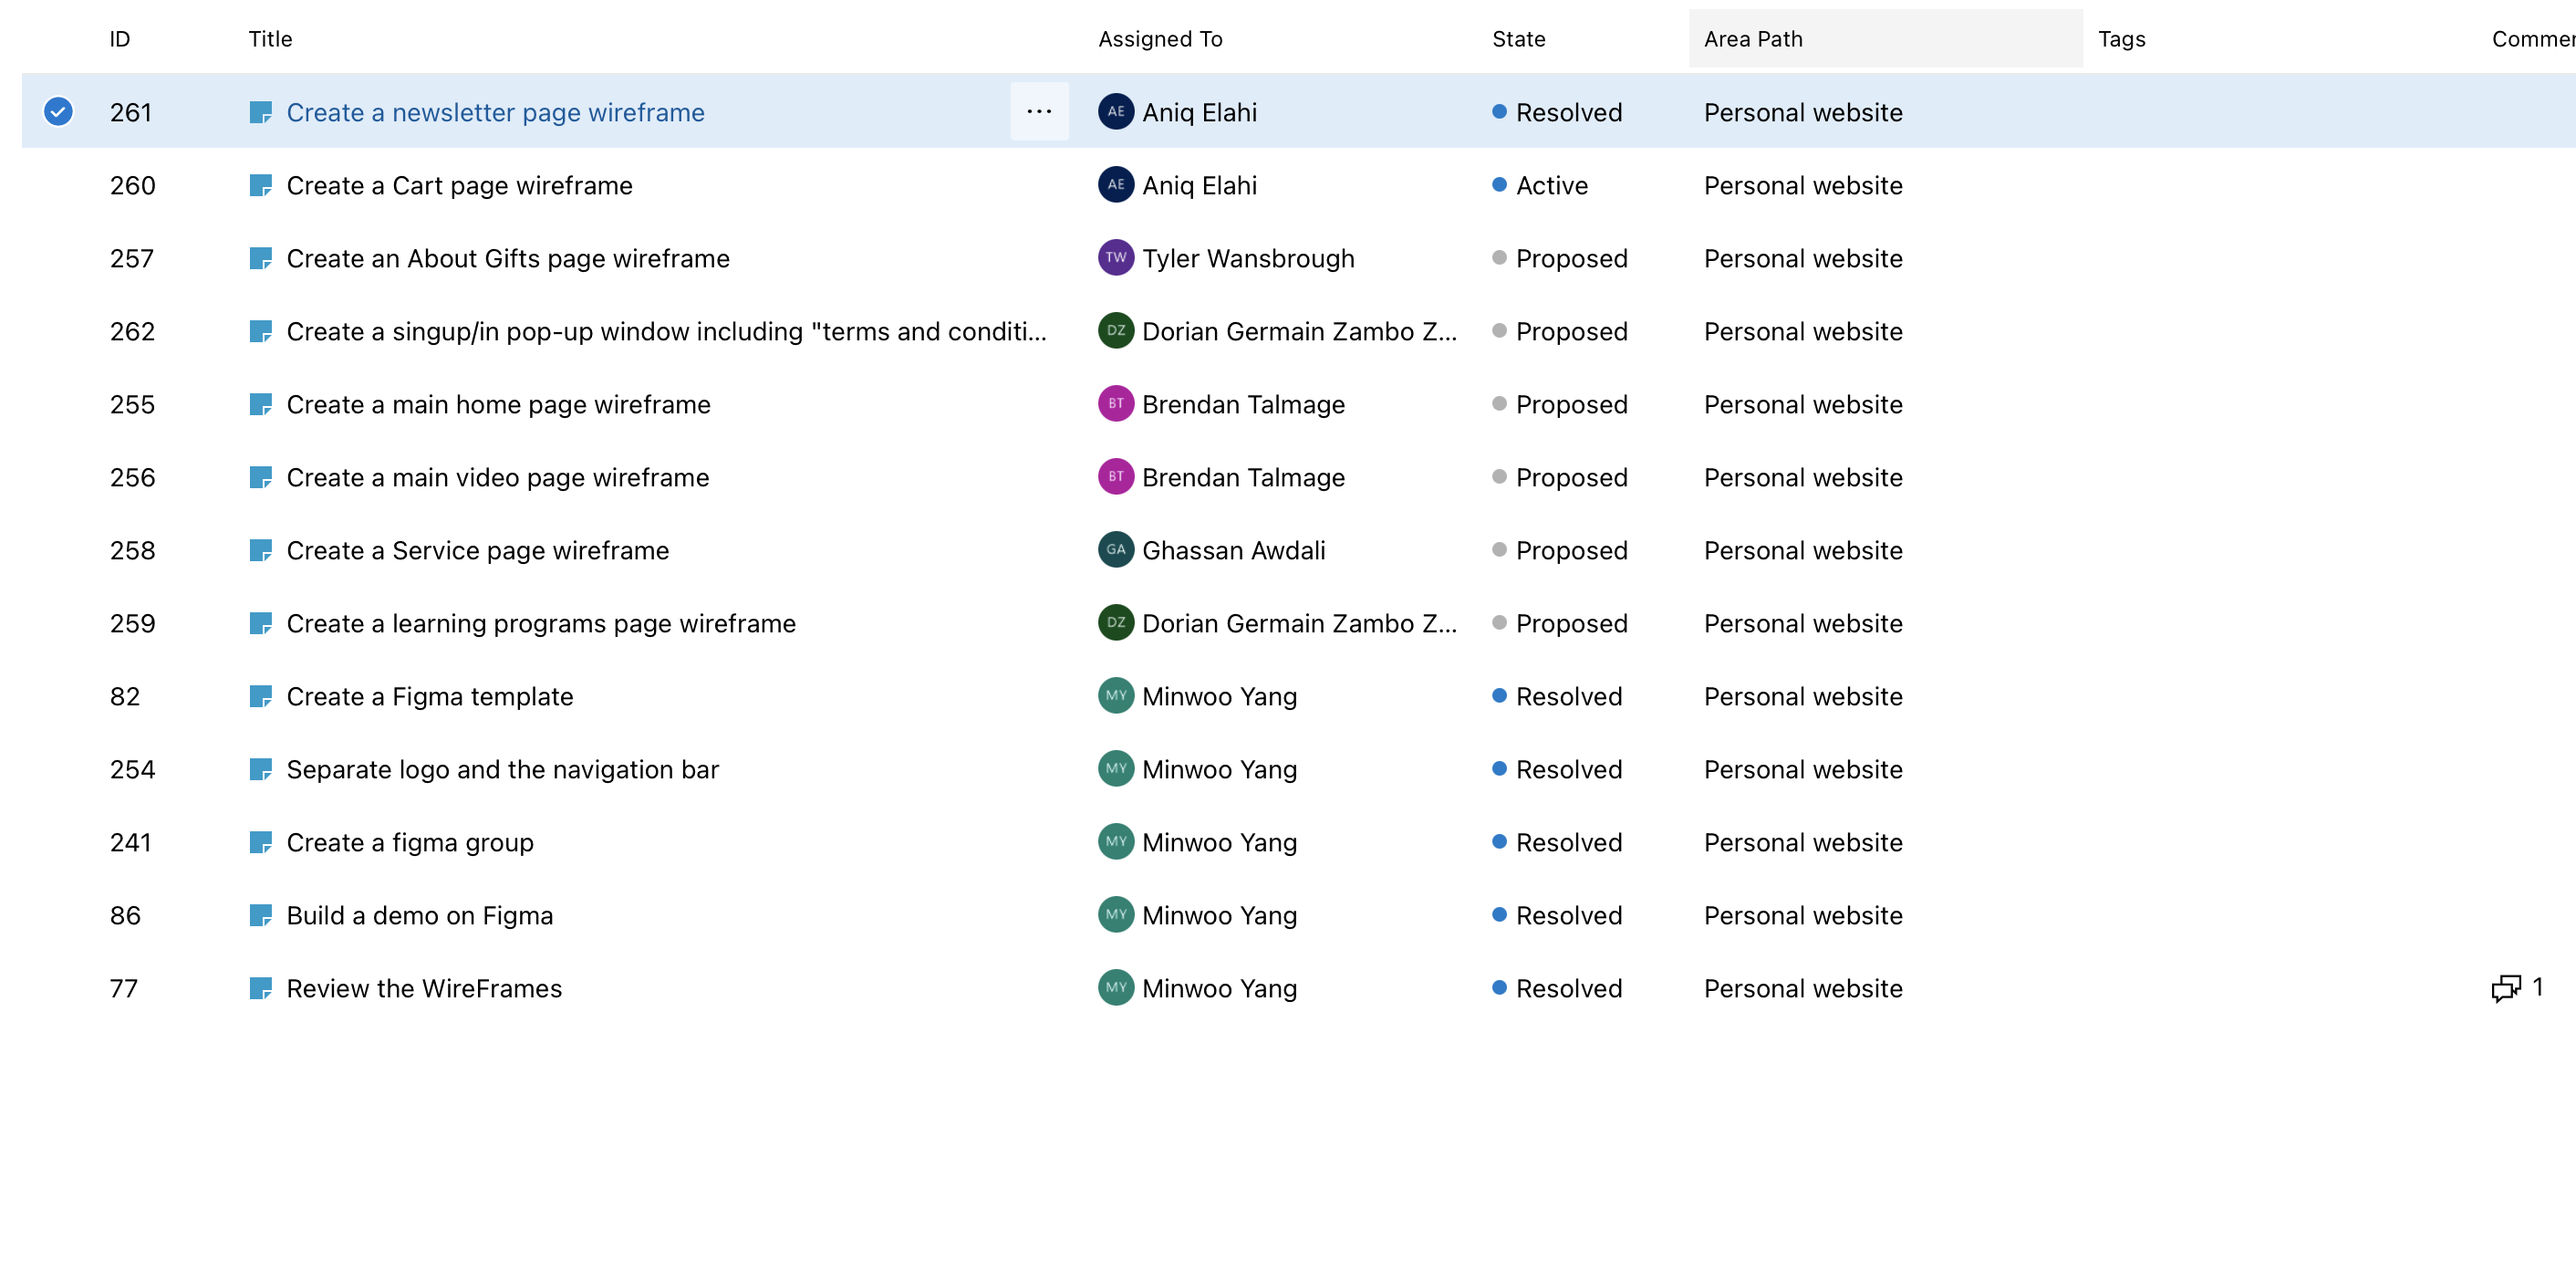 ID Title Assigned To State Area Path Tags Commer
261 Create a newsletter page wireframe ... AE Aniq Elahi Resolved Personal website
260 Create a Cart page wireframe AE Aniq Elahi Active Personal website
257 Create an About Gifts page wireframe TW Tyler Wansbrough Proposed Personal website
262 Create a singup/in pop-up window including "terms and conditi... DZ Dorian Germain Zambo Z... Proposed Personal website
255 Create a main home page wireframe BT Brendan Talmage Proposed Personal website
256 Create a main video page wireframe BT Brendan Talmage Proposed Personal website
258 Create a Service page wireframe GA Ghassan Awdali Proposed Personal website
259 Create a learning programs page wireframe DZ Dorian Germain Zambo Z... Proposed Personal website
82 Create a Figma template MY Minwoo Yang Resolved Personal website
254 Separate logo and the navigation bar MY Minwoo Yang Resolved Personal website
241 Create a figma group MY Minwoo Yang Resolved Personal website
86 Build a demo on Figma MY Minwoo Yang Resolved Personal website
77 Review the WireFrames MY Minwoo Yang Resolved Personal website 1